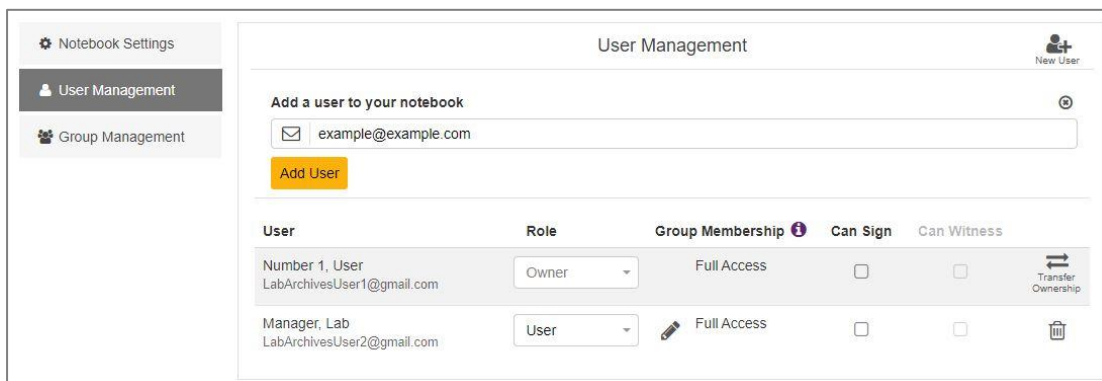 Notebook Settings
User Management
Group Management
User Management
New User
Add a user to your notebook
example@example.com
Add User
User Role Group Membership Can Sign Can Witness
Number 1, User Owner Full Access
LabArchivesUser1@gmail.com
Transfer
Ownership
Manager, Lab User Full Access
LabArchivesUser2@gmail.com